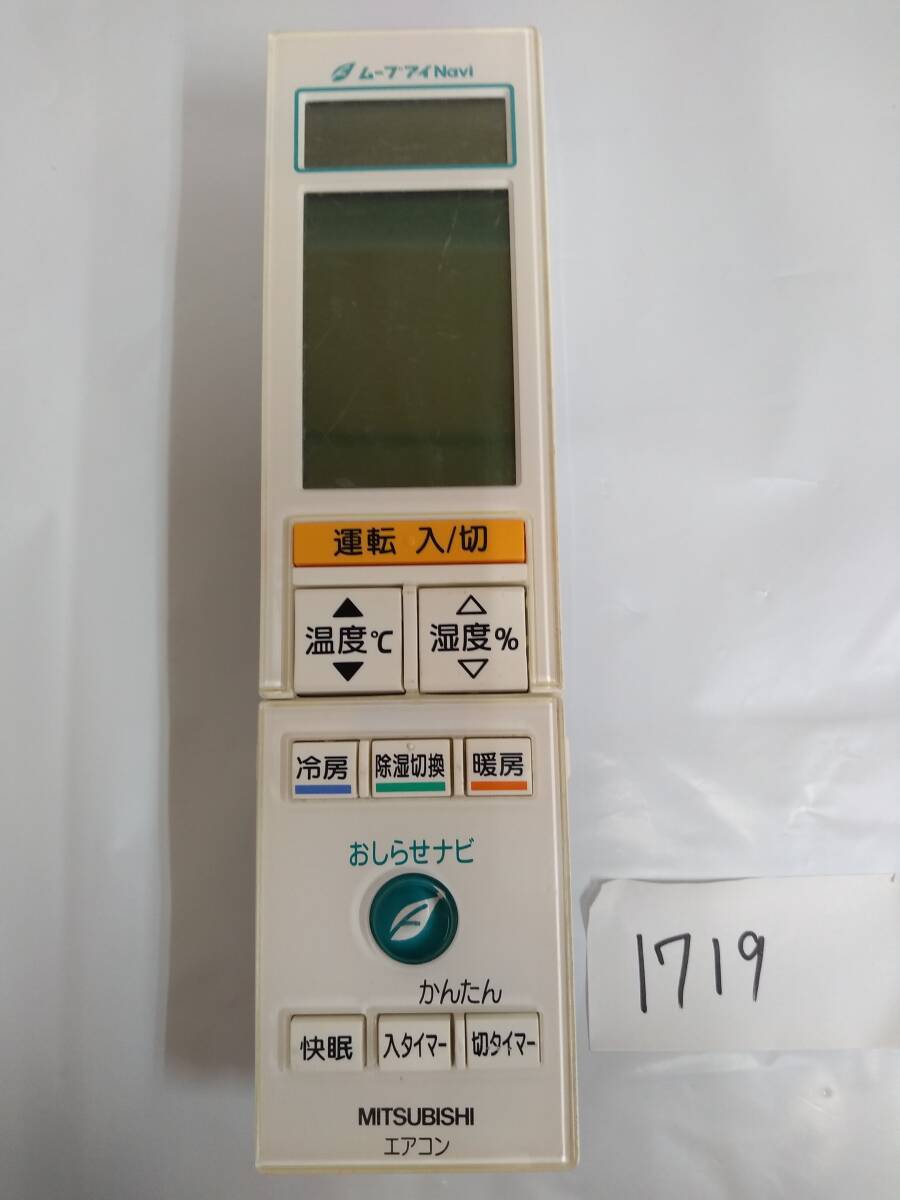 ムーブアイNavi
運転 入/切
▲ △
温度℃ 湿度%
▼ ▽
冷房 除湿切換 暖房
おしらせナビ
かんたん
快眠 入タイマー 切タイマー
MITSUBISHI
エアコン
1719